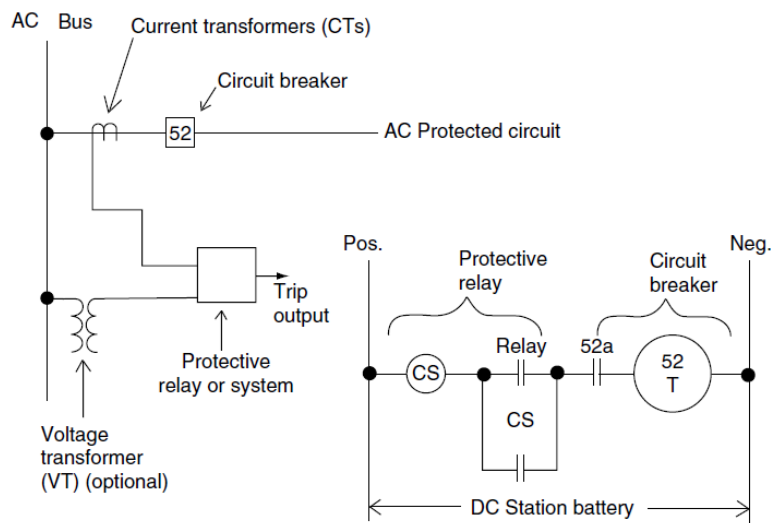 AC Bus
Current transformers (CTs)
Circuit breaker
52
AC Protected circuit
Trip
output
Protective
relay or system
Voltage
transformer
(VT) (optional)
Pos.
Neg.
Protective
relay
Circuit
breaker
Relay
52a
CS
52
T
CS
DC Station battery